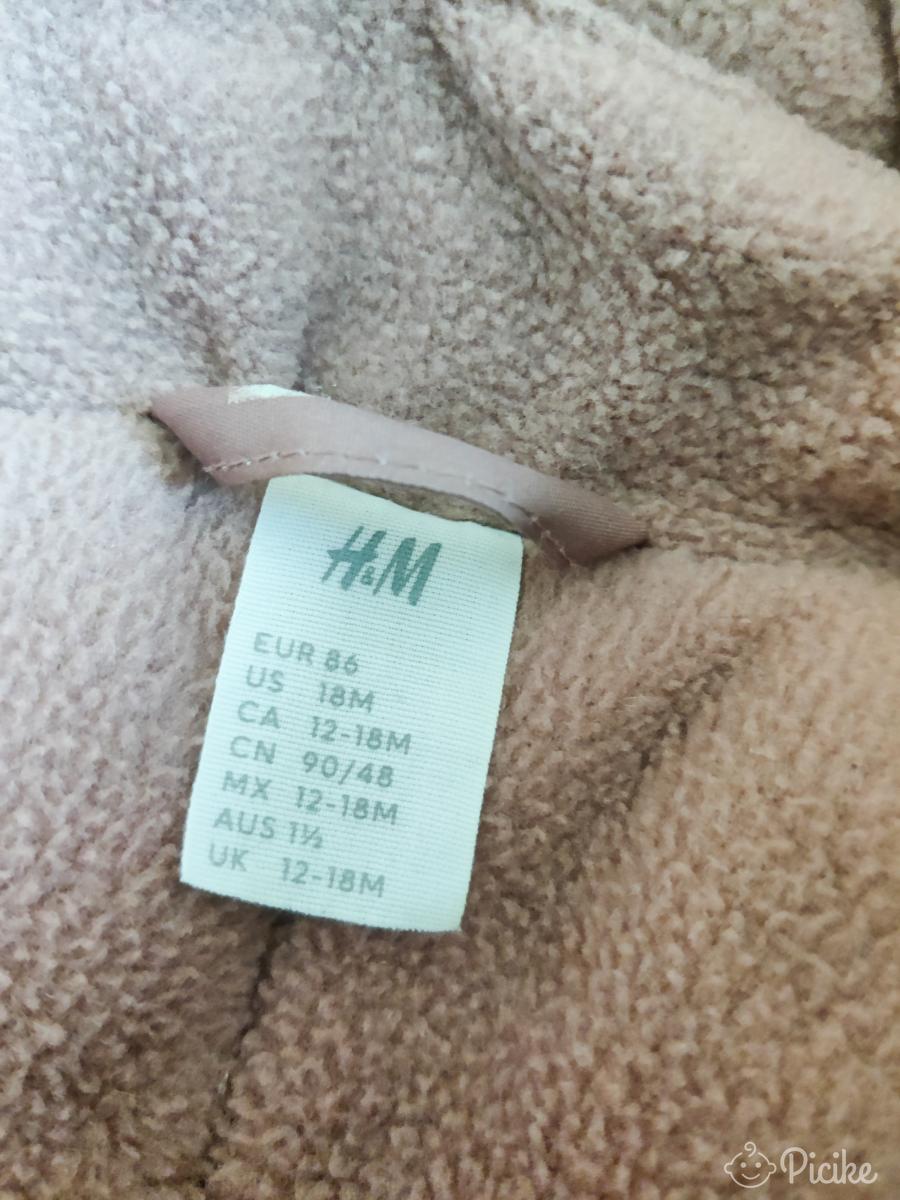 H&M
EUR 86
US 18M
CA 12-18M
CN 90/48
MX 12-18M
AUS 1½
UK 12-18M
Picike